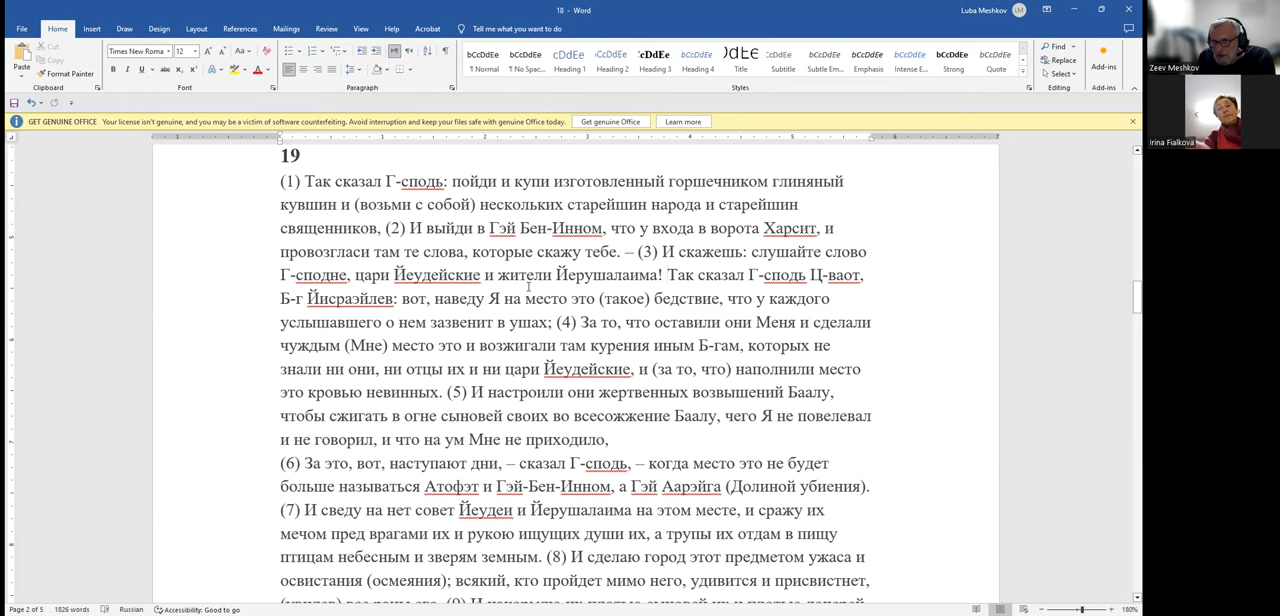 18 - Word
Luba Meshkov
LM
File Home Insert Draw Design Layout References Mailings Review View Help Acrobat Tell me what you want to do
Paste
Cut
Copy
Format Painter
Clipboard
Times New Roma 12
Font
Paragraph
AaBbCcDdEe
¶ Normal ¶ No Spac... Heading 1 Heading 2 Heading 3 Heading 4 Title Subtitle Subtle Em... Emphasis Intense E... Strong Quote
Styles
Find
Replace
Select
Editing
Add-ins
Add-ins
Zeev Meshkov
Irina Fialkova
GET GENUINE OFFICE Your license isn't genuine, and you may be a victim of software counterfeiting. Avoid interruption and keep your files safe with genuine Office today. Get genuine Office Learn more
19
(1) Так сказал Г-сподь: пойди и купи изготовленный горшечником глиняный
кувшин и (возьми с собой) нескольких старейшин народа и старейшин
священников, (2) И выйди в Гэй Бен-Инном, что у входа в ворота Харсит, и
провозгласи там те слова, которые скажу тебе. – (3) И скажешь: слушайте слово
Г-сподне, цари Йеудейские и жители Йерушалаима! Так сказал Г-сподь Ц-ваот,
Б-г Йисраэйлев: вот, наведу Я на место это (такое) бедствие, что у каждого
услышавшего о нем зазвенит в ушах; (4) За то, что оставили они Меня и сделали
чуждым (Мне) место это и возжигали там курения иным Б-гам, которых не
знали ни они, ни отцы их и ни цари Йеудейские, и (за то, что) наполнили место
это кровью невинных. (5) И настроили они жертвенных возвышений Баалу,
чтобы сжигать в огне сыновей своих во всесожжение Баалу, чего Я не повелевал
и не говорил, и что на ум Мне не приходило,
(6) За это, вот, наступают дни, – сказал Г-сподь, – когда место это не будет
больше называться Атофэт и Гэй-Бен-Инном, а Гэй Аарэйга (Долиной убиения).
(7) И сведу на нет совет Йеудеи и Йерушалаима на этом месте, и сражу их
мечом пред врагами их и рукою ищущих души их, а трупы их отдам в пищу
птицам небесным и зверям земным. (8) И сделаю город этот предметом ужаса и
освистания (осмеяния); всякий, кто пройдет мимо него, удивится и присвистнет,
Page 2 of 5 1826 words Russian Accessibility: Good to go 180%